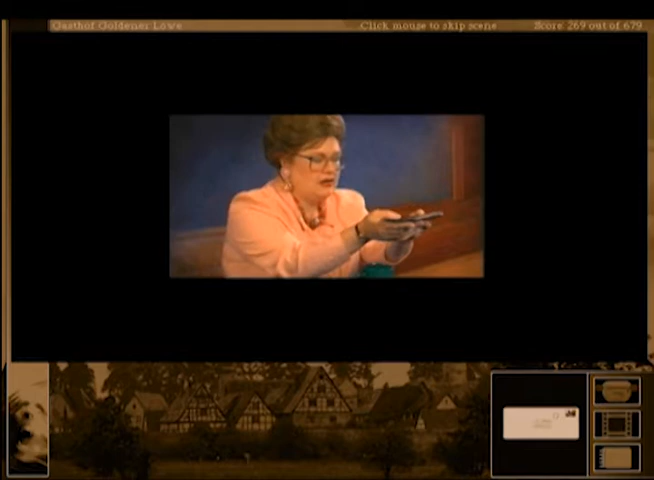 Gasthof Goldener Löwe
Click mouse to skip scene
Score: 269 out of 679